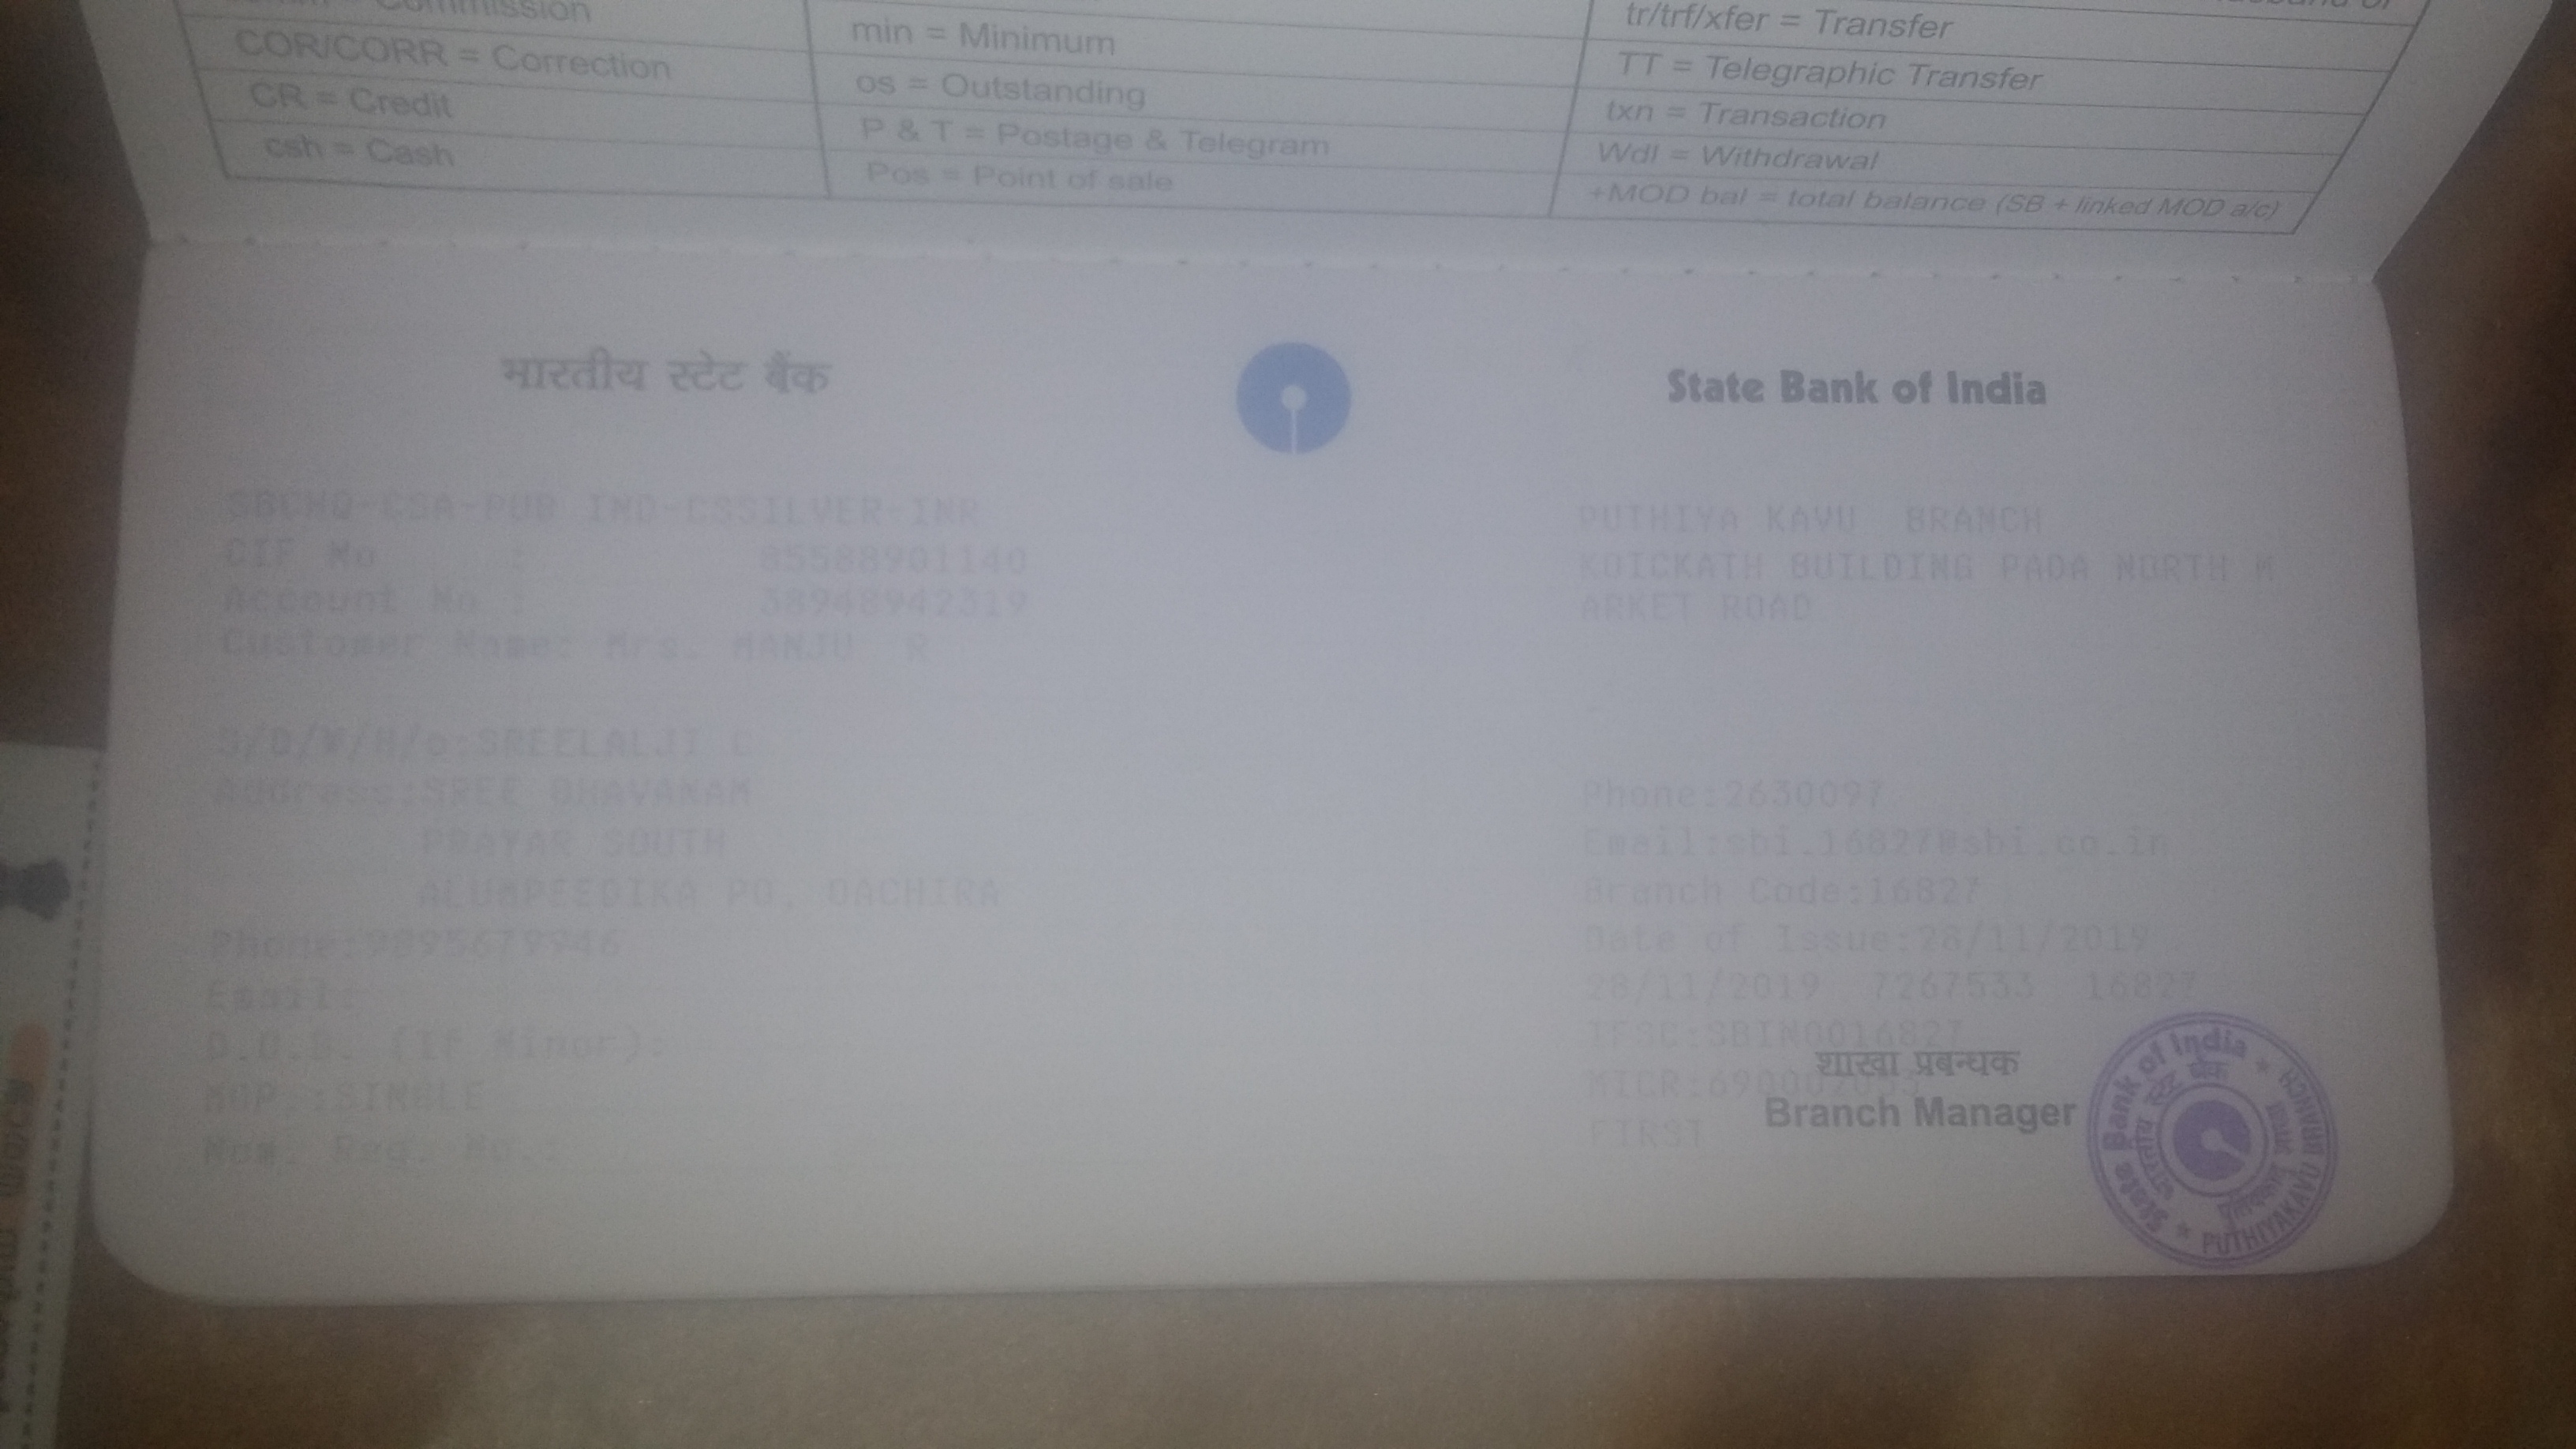 Commission
COR/CORR = Correction
CR = Credit
csh = Cash
min = Minimum
os = Outstanding
P & T = Postage & Telegram
Pos = Point of sale
tr/trf/xfer = Transfer
TT = Telegraphic Transfer
txn = Transaction
Wdl = Withdrawal
+MOD bal = total balance (SB + linked MOD a/c)
भारतीय स्टेट बैंक
State Bank of India
SBCHQ-CSA-PUB IND-CSSILVER-INR
CIF No : 85588901140
Account No : 38948942319
Customer Name: Mrs. MANJU R
S/D/W/H/o:SREELALJI L
Address:SREE BHAVANAM
PRAYAR SOUTH
ALUMPEEDIKA PO, OACHIRA
Phone:9895679946
Email:
D.O.B. (If Minor):
MOP :SINGLE
Nom. Reg. No.:
PUTHIYA KAVU BRANCH
KOICKATH BUILDING PADA NORTH M
ARKET ROAD
Phone:2630097
Email:sbi.16827@sbi.co.in
Branch Code:16827
Date of Issue:28/11/2019
28/11/2019 7267533 16827
IFSC:SBIN0016827
शाखा प्रबन्धक
Branch Manager
FIRST
State Bank of India
भारतीय स्टेट बैंक
PUTHIYAKAVU BRANCH